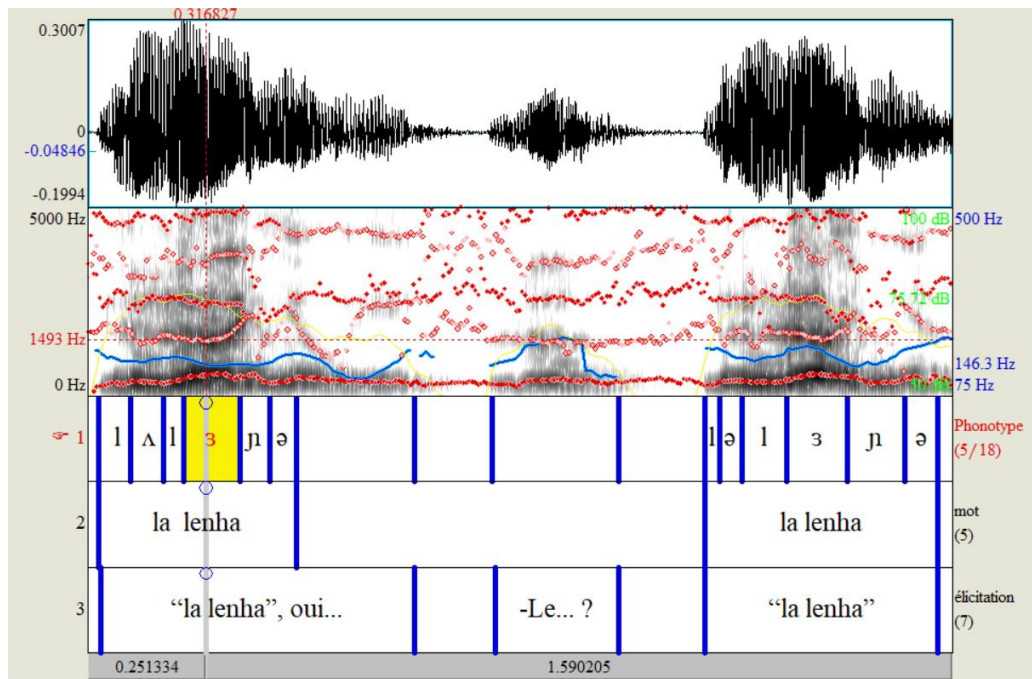 0.316827
0.3007
0
-0.04846
-0.1994
5000 Hz
100 dB 500 Hz
75.72 dB
1493 Hz
146.3 Hz
0 Hz
75 Hz
☞ 1
l ʌ l ɜ ɲ ə
l ə l ɜ ɲ ə
Phonotype
(5/18)
2
la lenha
la lenha
mot
(5)
3
“la lenha”, oui...
-Le... ?
“la lenha”
élicitation
(7)
0.251334
1.590205